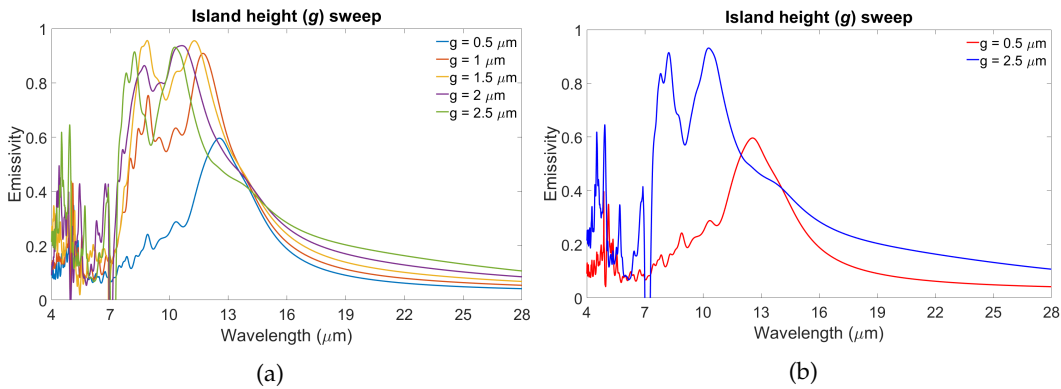 Island height (g) sweep
1
0.8
0.6
0.4
0.2
0
Emissivity
g = 0.5 μm
g = 1 μm
g = 1.5 μm
g = 2 μm
g = 2.5 μm
4 7 10 13 16 19 22 25 28
Wavelength (μm)
(a)
Island height (g) sweep
1
0.8
0.6
0.4
0.2
0
Emissivity
g = 0.5 μm
g = 2.5 μm
4 7 10 13 16 19 22 25 28
Wavelength (μm)
(b)